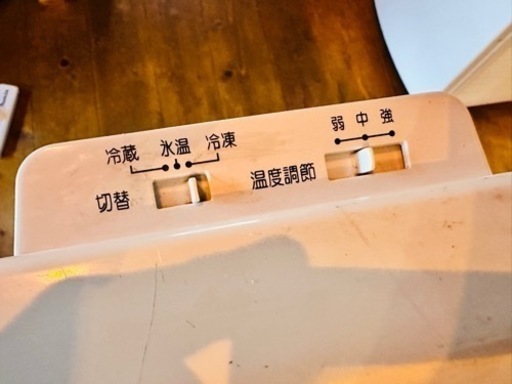 冷蔵 氷温 冷凍
切替
弱 中 強
温度調節